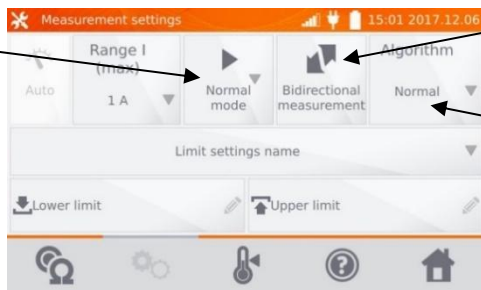 Measurement settings
15:01 2017.12.06
Auto
Range I
(max)
1 A
Normal
mode
Bidirectional
measurement
Algorithm
Normal
Limit settings name
Lower limit
Upper limit